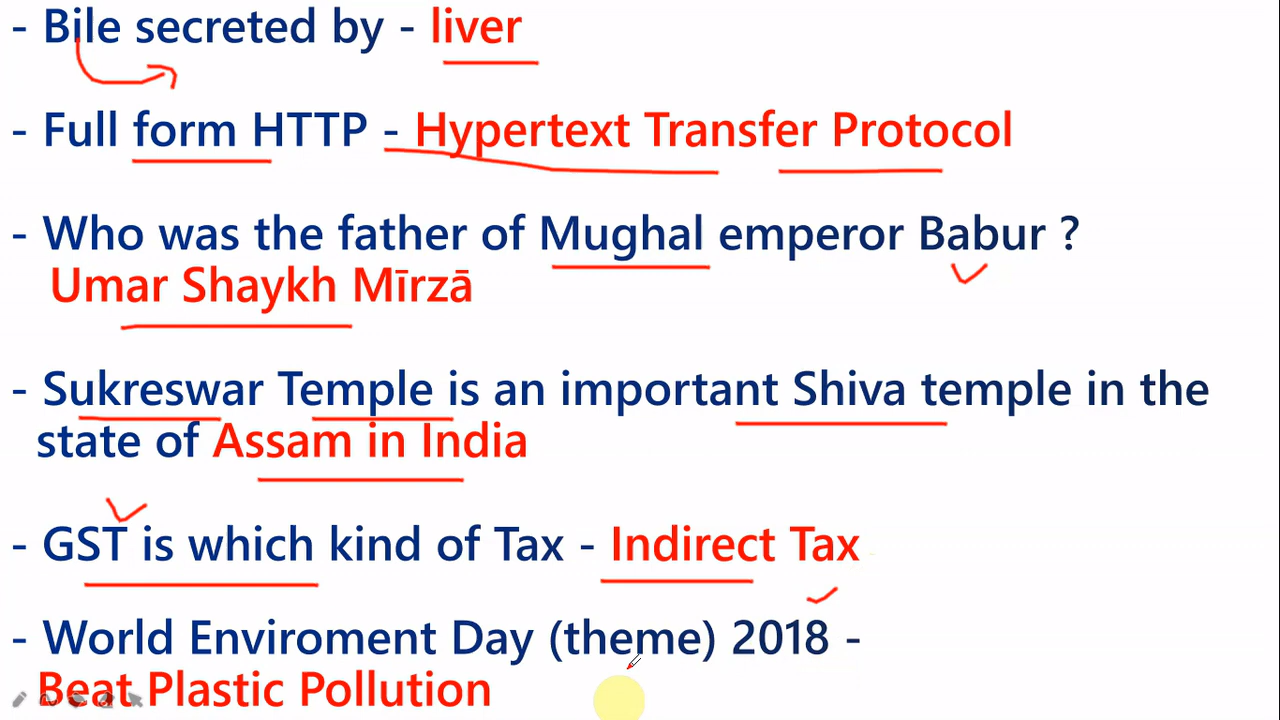 - Bile secreted by - liver
- Full form HTTP - Hypertext Transfer Protocol
- Who was the father of Mughal emperor Babur ?
Umar Shaykh Mīrzā
- Sukreswar Temple is an important Shiva temple in the
state of Assam in India
- GST is which kind of Tax - Indirect Tax
- World Enviroment Day (theme) 2018 -
Beat Plastic Pollution